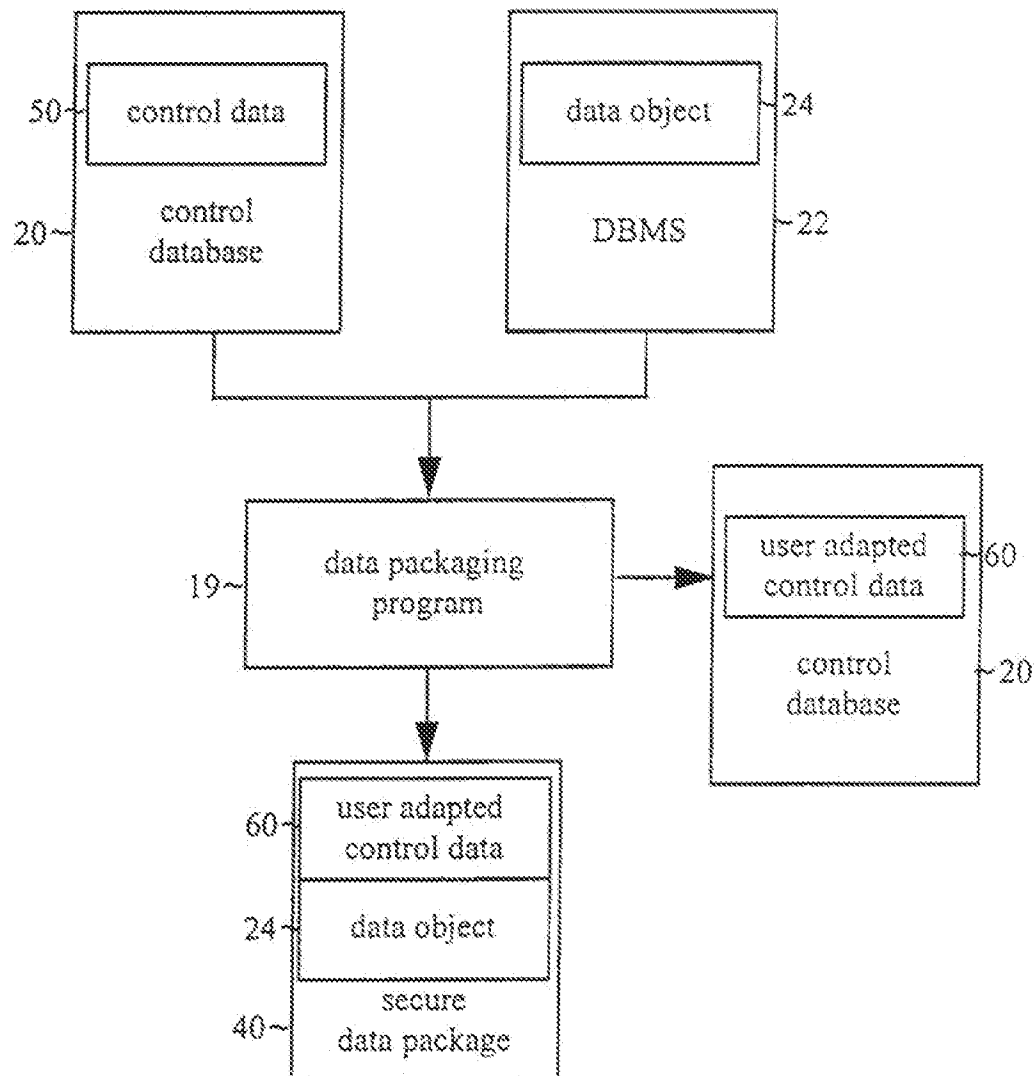 50
control data
control
20
database
data object
24
DBMS
22
19
data packaging
program
user adapted
control data
60
control
database
20
60
user adapted
control data
24
data object
secure
40
data package